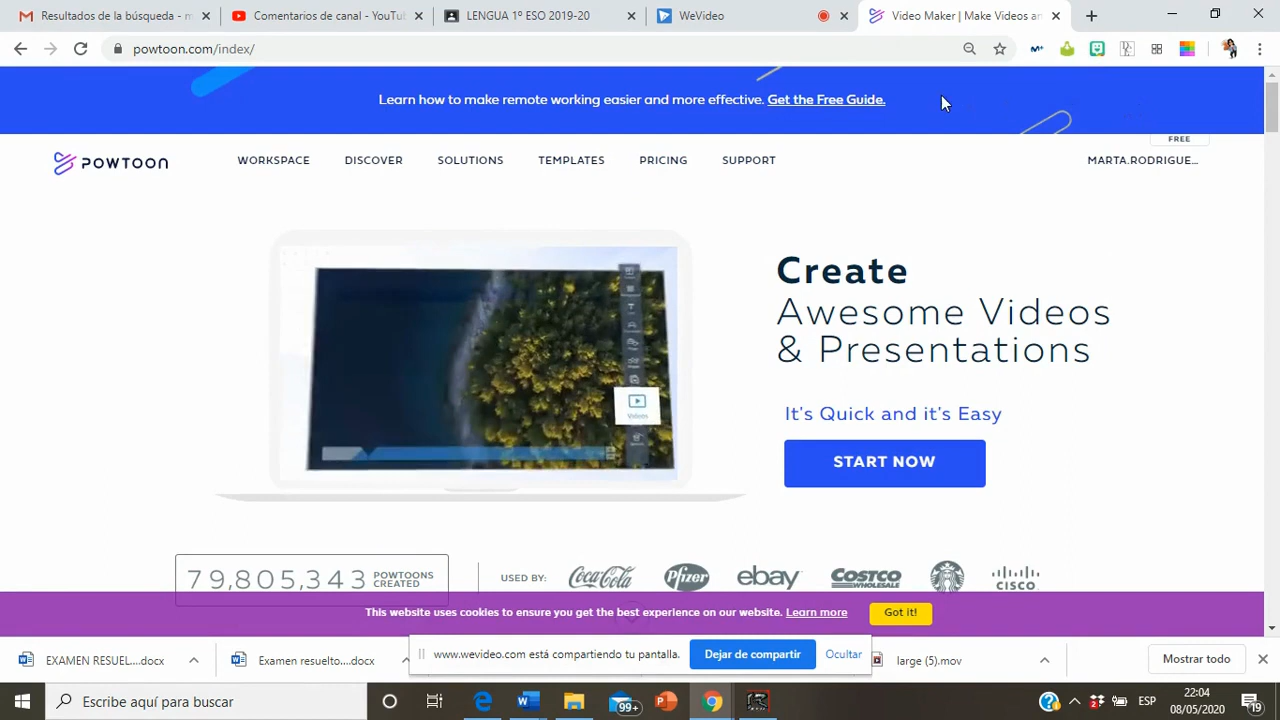 Resultados de la búsqueda - m
Comentarios de canal - YouTu
LENGUA 1º ESO 2019-20
WeVideo
Video Maker | Make Videos an
powtoon.com/index/
Learn how to make remote working easier and more effective. Get the Free Guide.
FREE
POWTOON
WORKSPACE
DISCOVER
SOLUTIONS
TEMPLATES
PRICING
SUPPORT
MARTA.RODRIGUE...
Create
Awesome Videos
& Presentations
It's Quick and it's Easy
START NOW
Videos
79,805,343 POWTOONS CREATED
USED BY:
Coca-Cola
Pfizer
ebay
COSTCO
WHOLESALE
CISCO
This website uses cookies to ensure you get the best experience on our website. Learn more
Got it!
www.wevideo.com está compartiendo tu pantalla.
Dejar de compartir
Ocultar
EXAMEN RESUEL....docx
Examen resuelto....docx
large (5).mov
Mostrar todo
Escribe aquí para buscar
99+
ESP
22:04
08/05/2020
19